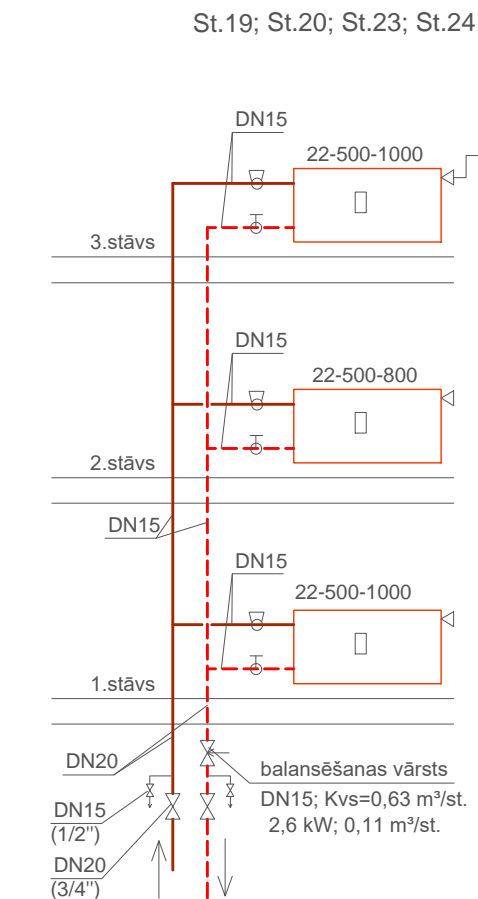 St.19; St.20; St.23; St.24
DN15
22-500-1000
3.stāvs
DN15
22-500-800
2.stāvs
DN15
DN15
22-500-1000
1.stāvs
DN20
balansēšanas vārsts
DN15; Kvs=0,63 m³/st.
2,6 kW; 0,11 m³/st.
DN15
(1/2")
DN20
(3/4")